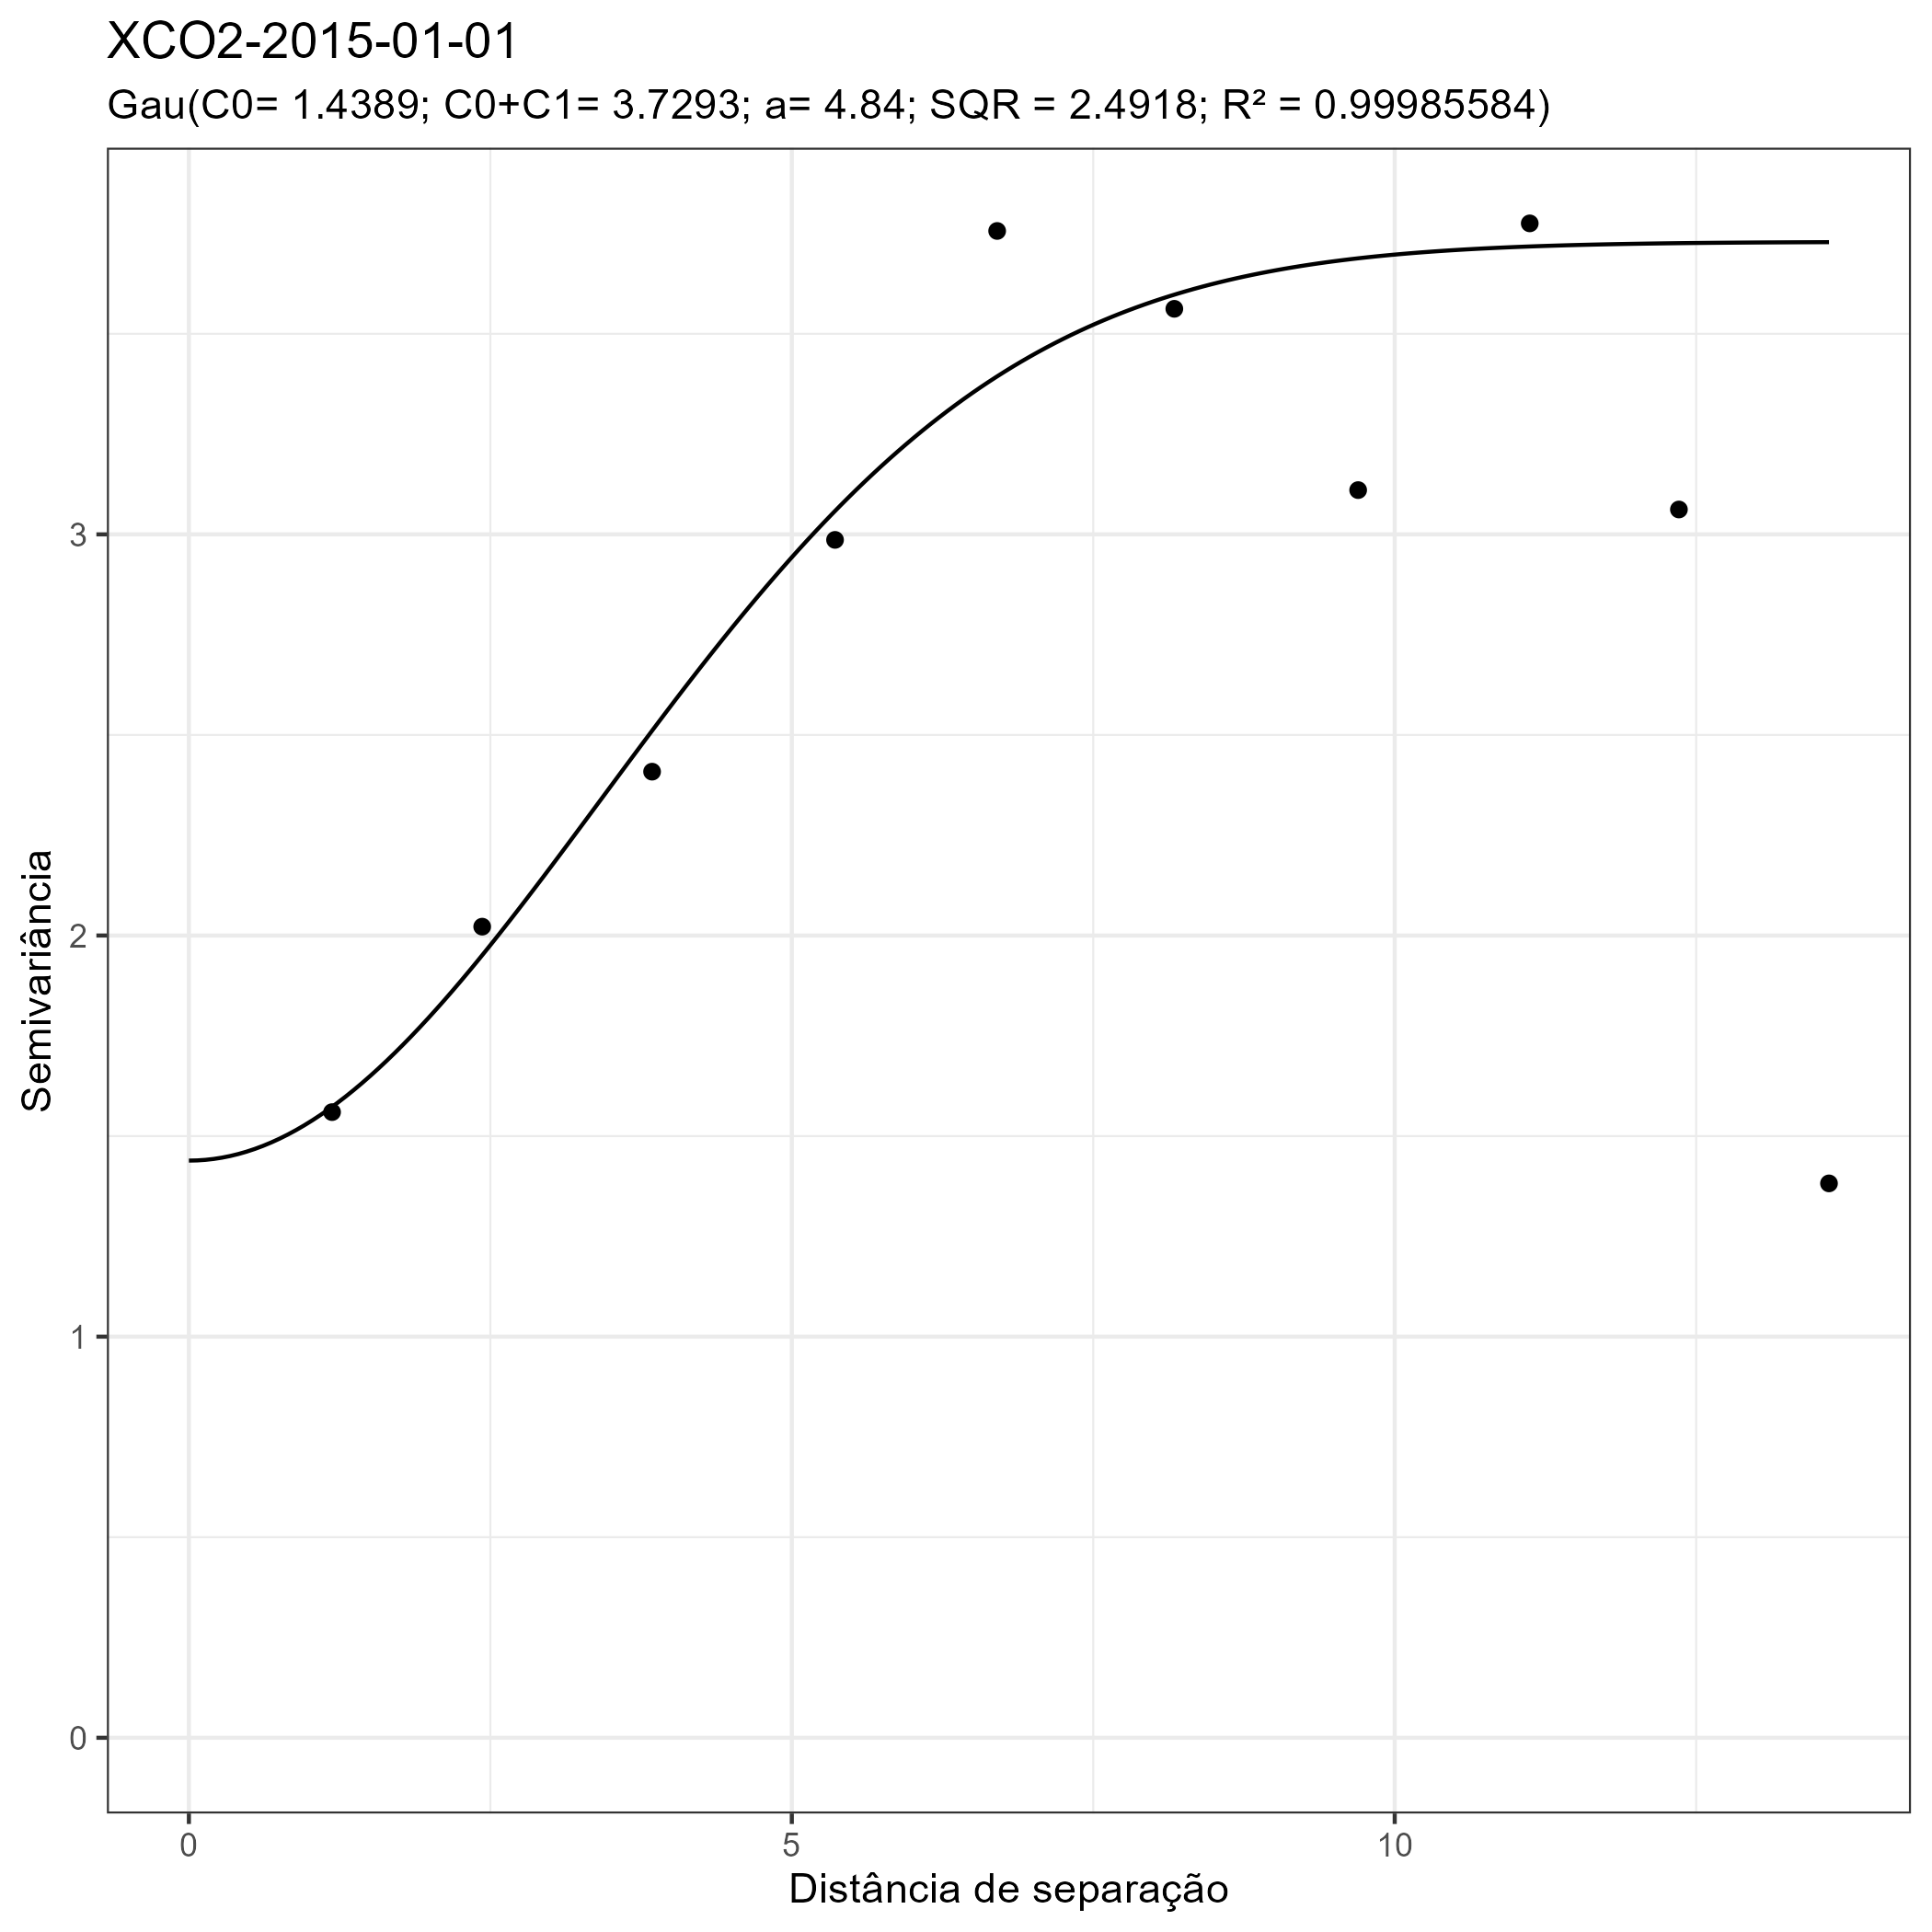 XCO2-2015-01-01
Gau(C0= 1.4389; C0+C1= 3.7293; a= 4.84; SQR = 2.4918; R² = 0.99985584)
Semivariância
3
2
1
0
0 5 10
Distância de separação